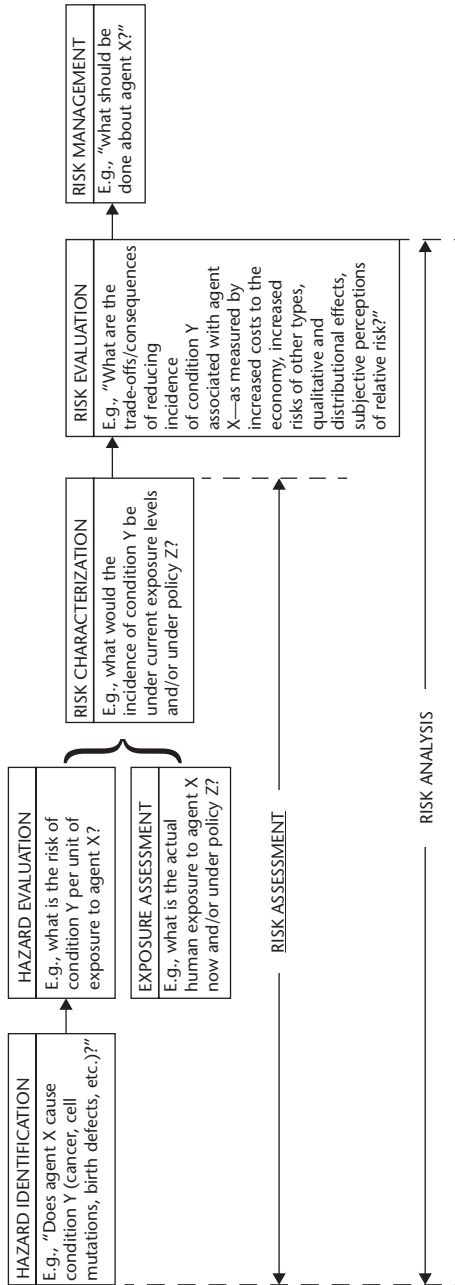 HAZARD IDENTIFICATION
E.g., “Does agent X cause
condition Y (cancer, cell
mutations, birth defects, etc.)?”
HAZARD EVALUATION
E.g., what is the risk of
condition Y per unit of
exposure to agent X?
EXPOSURE ASSESSMENT
E.g., what is the actual
human exposure to agent X
now and/or under policy Z?
RISK CHARACTERIZATION
E.g., what would the
incidence of condition Y be
under current exposure levels
and/or under policy Z?
RISK EVALUATION
E.g., “What are the
trade-offs/consequences
of reducing
incidence
of condition Y
associated with agent
X—as measured by
increased costs to the
economy, increased
risks of other types,
qualitative and
distributional effects,
subjective perceptions
of relative risk?”
RISK MANAGEMENT
E.g., “what should be
done about agent X?”
RISK ASSESSMENT
RISK ANALYSIS